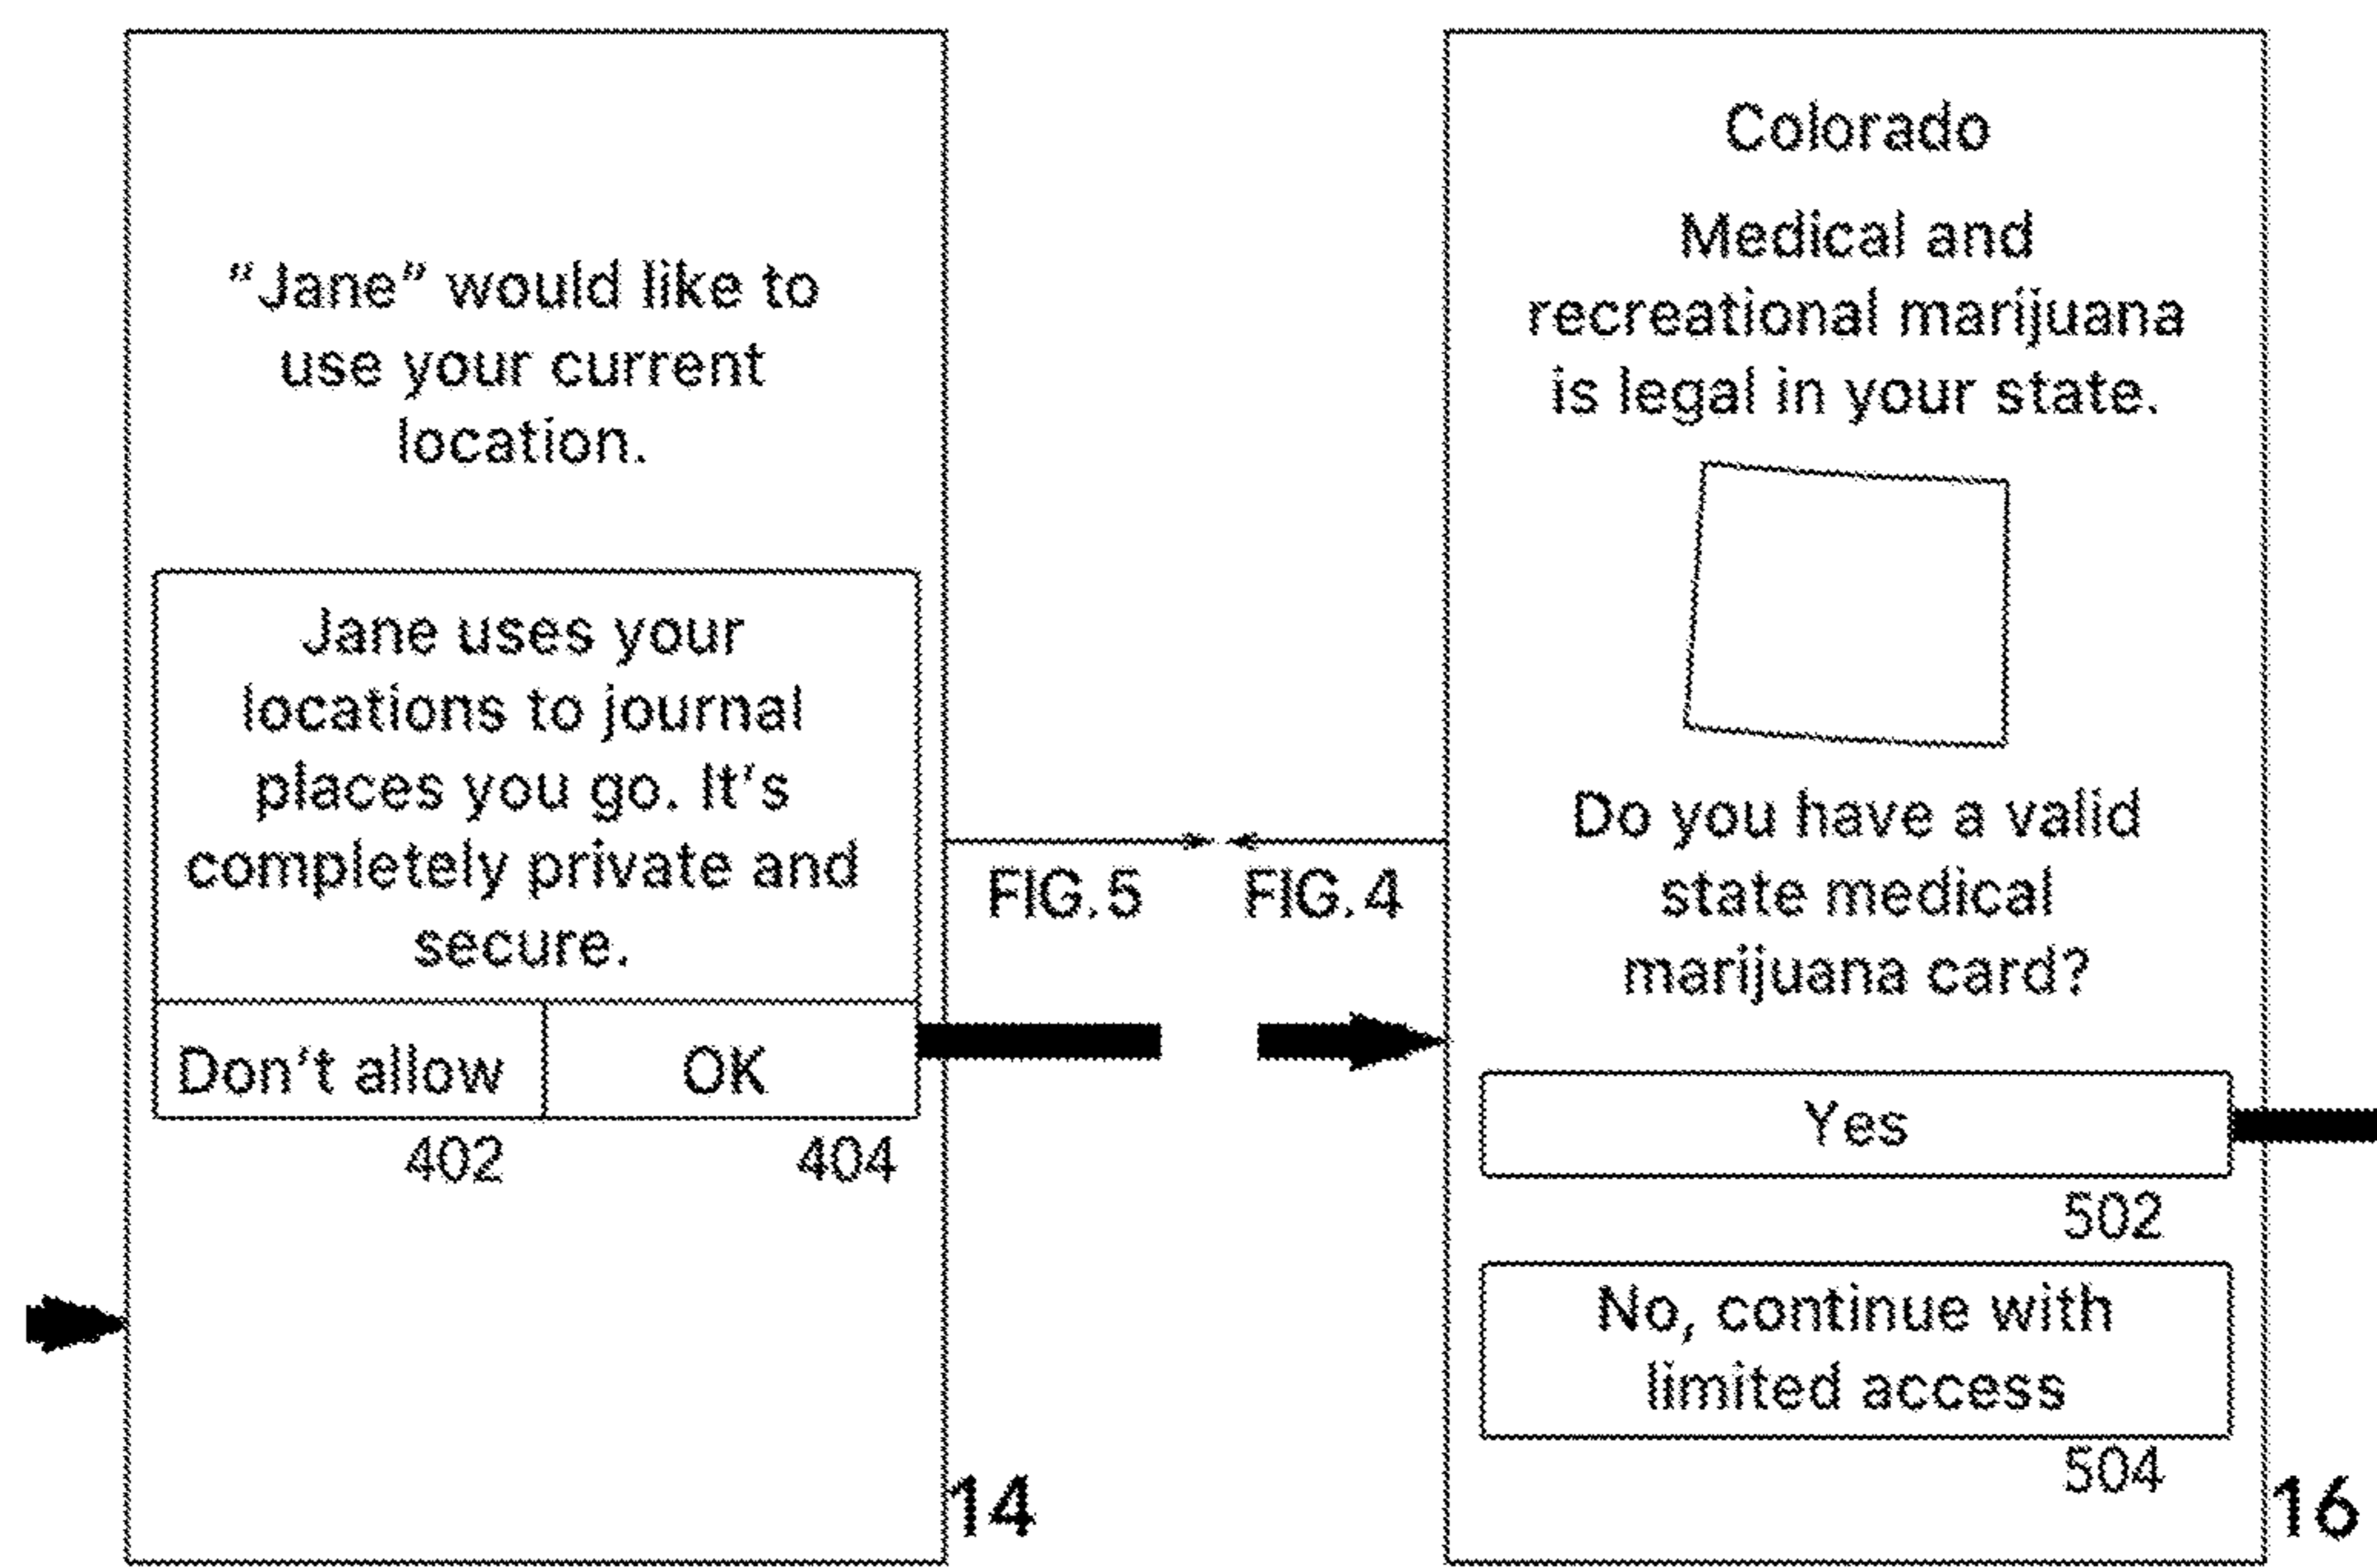 “Jane” would like to
use your current
location.
Jane uses your
locations to journal
places you go. It’s
completely private and
secure.
Don’t allow
OK
402
404
14
FIG. 5
FIG. 4
Colorado
Medical and
recreational marijuana
is legal in your state.
Do you have a valid
state medical
marijuana card?
Yes
502
No, continue with
limited access
504
16